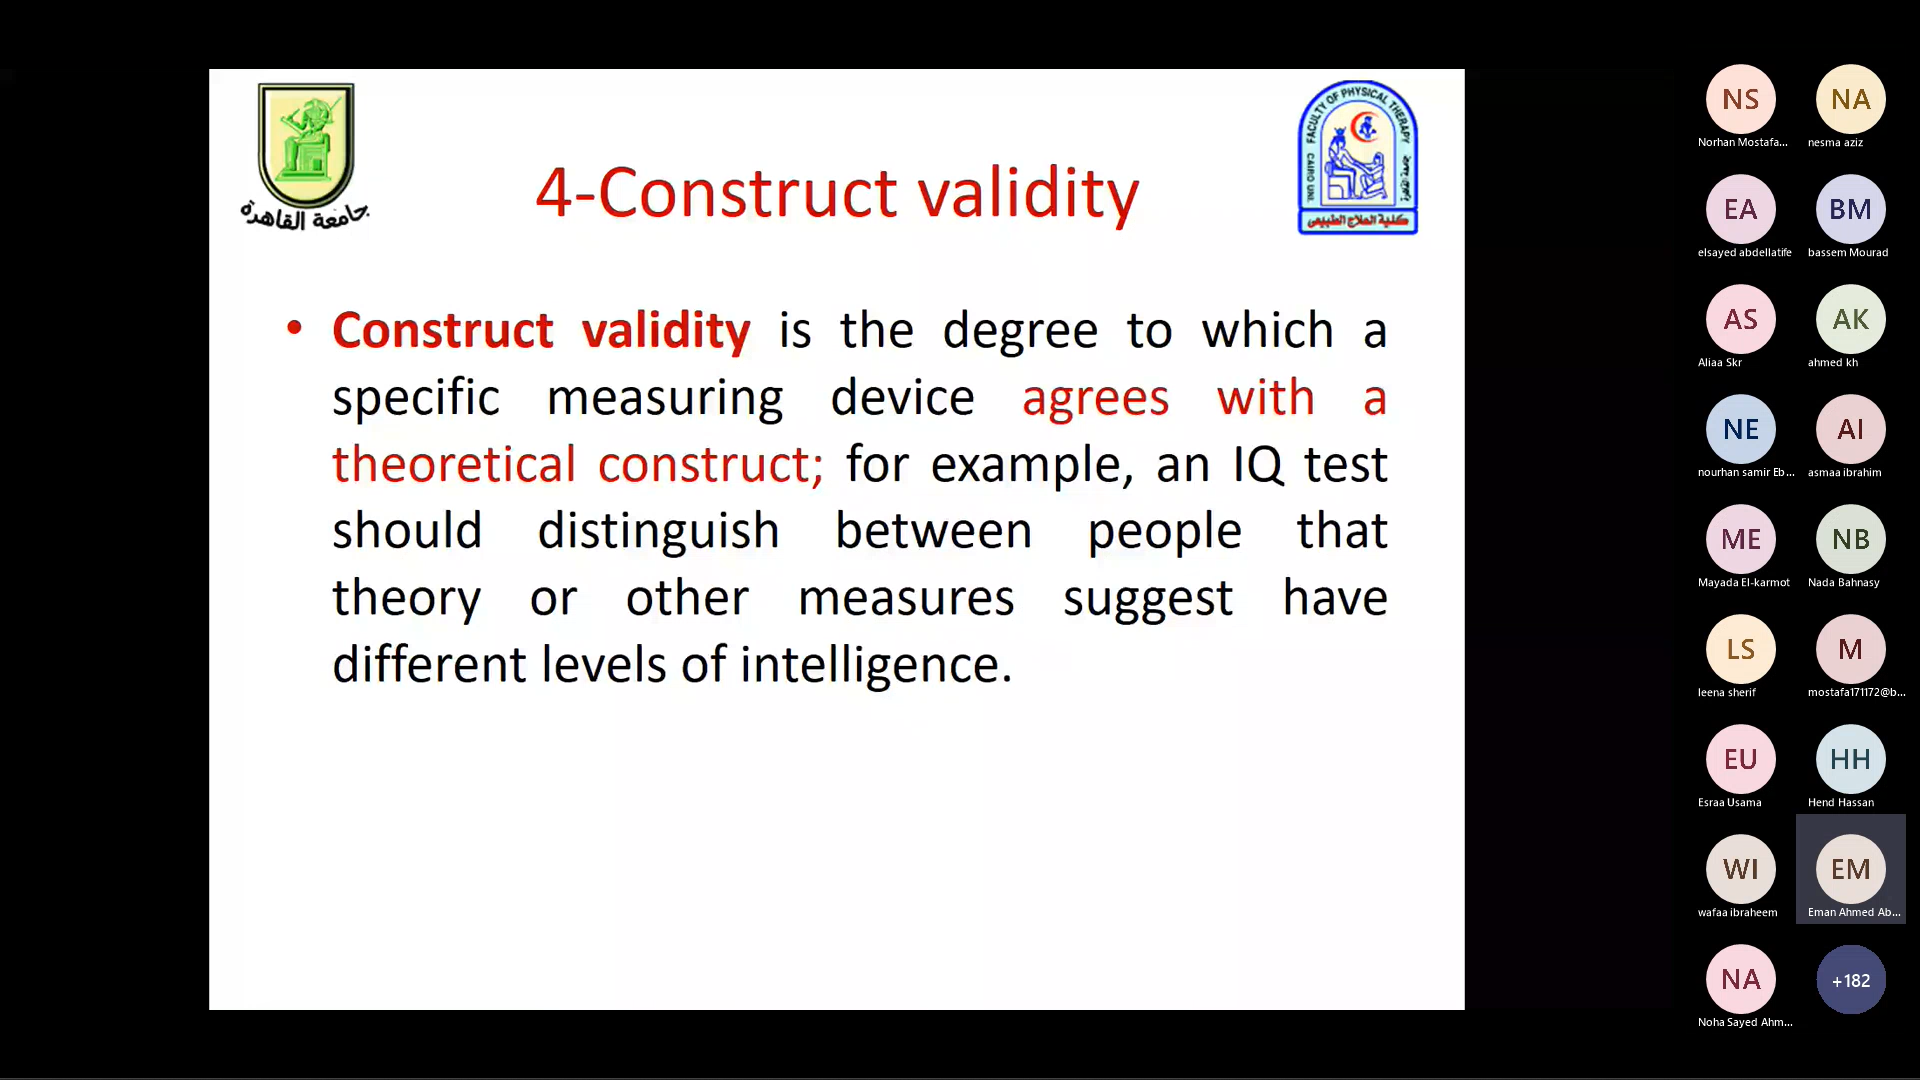 جامعة القاهرة
FACULTY OF PHYSICAL THERAPY
CAIRO UNI.
كلية العلاج الطبيعى
4-Construct validity
• Construct validity is the degree to which a
specific measuring device agrees with a
theoretical construct; for example, an IQ test
should distinguish between people that
theory or other measures suggest have
different levels of intelligence.
NS
NA
Norhan Mostafa...
nesma aziz
EA
BM
elsayed abdellatife
bassem Mourad
AS
AK
Aliaa Skr
ahmed kh
NE
AI
nourhan samir Eb...
asmaa ibrahim
ME
NB
Mayada El-karmot
Nada Bahnasy
LS
M
leena sherif
mostafa171172@b...
EU
HH
Esraa Usama
Hend Hassan
WI
EM
wafaa ibraheem
Eman Ahmed Ab...
NA
+182
Noha Sayed Ahm...